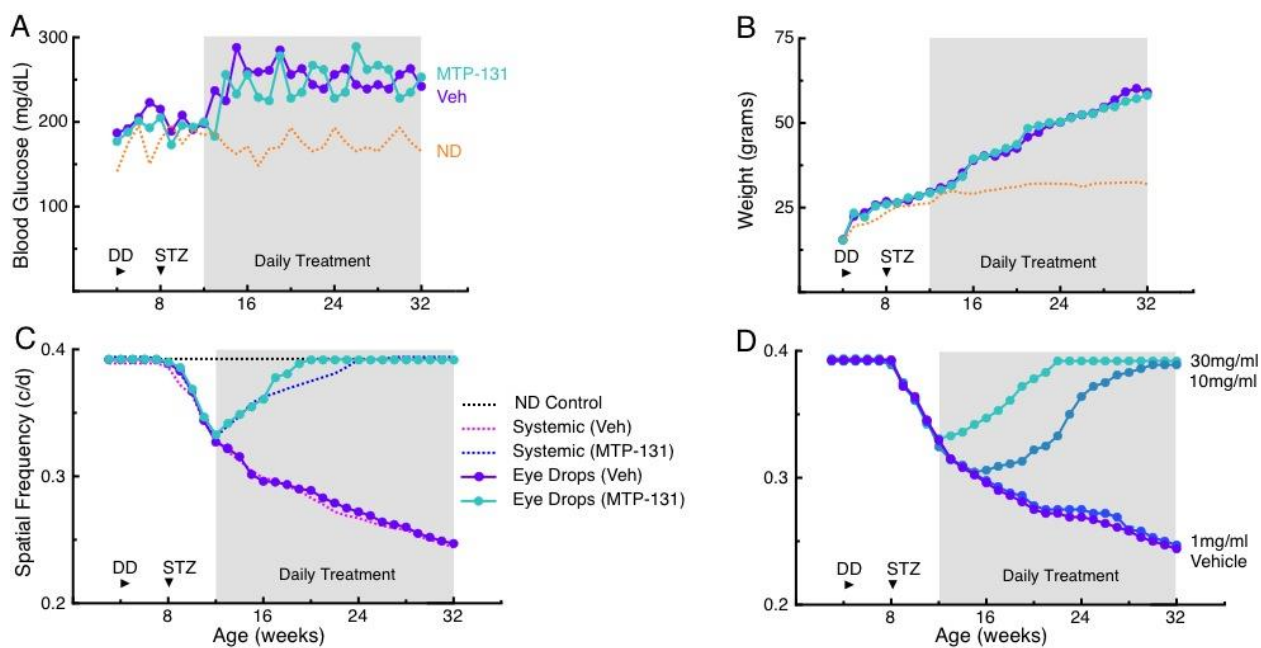 A
Blood Glucose (mg/dL)
300
200
100
MTP-131
Veh
ND
DD
STZ
Daily Treatment
8
16
24
32
B
Weight (grams)
75
50
25
DD
STZ
Daily Treatment
8
16
24
32
C
Spatial Frequency (c/d)
0.4
0.3
0.2
ND Control
Systemic (Veh)
Systemic (MTP-131)
Eye Drops (Veh)
Eye Drops (MTP-131)
DD
STZ
Daily Treatment
8
16
24
32
Age (weeks)
D
0.4
0.3
0.2
30mg/ml
10mg/ml
1mg/ml
Vehicle
DD
STZ
Daily Treatment
8
16
24
32
Age (weeks)